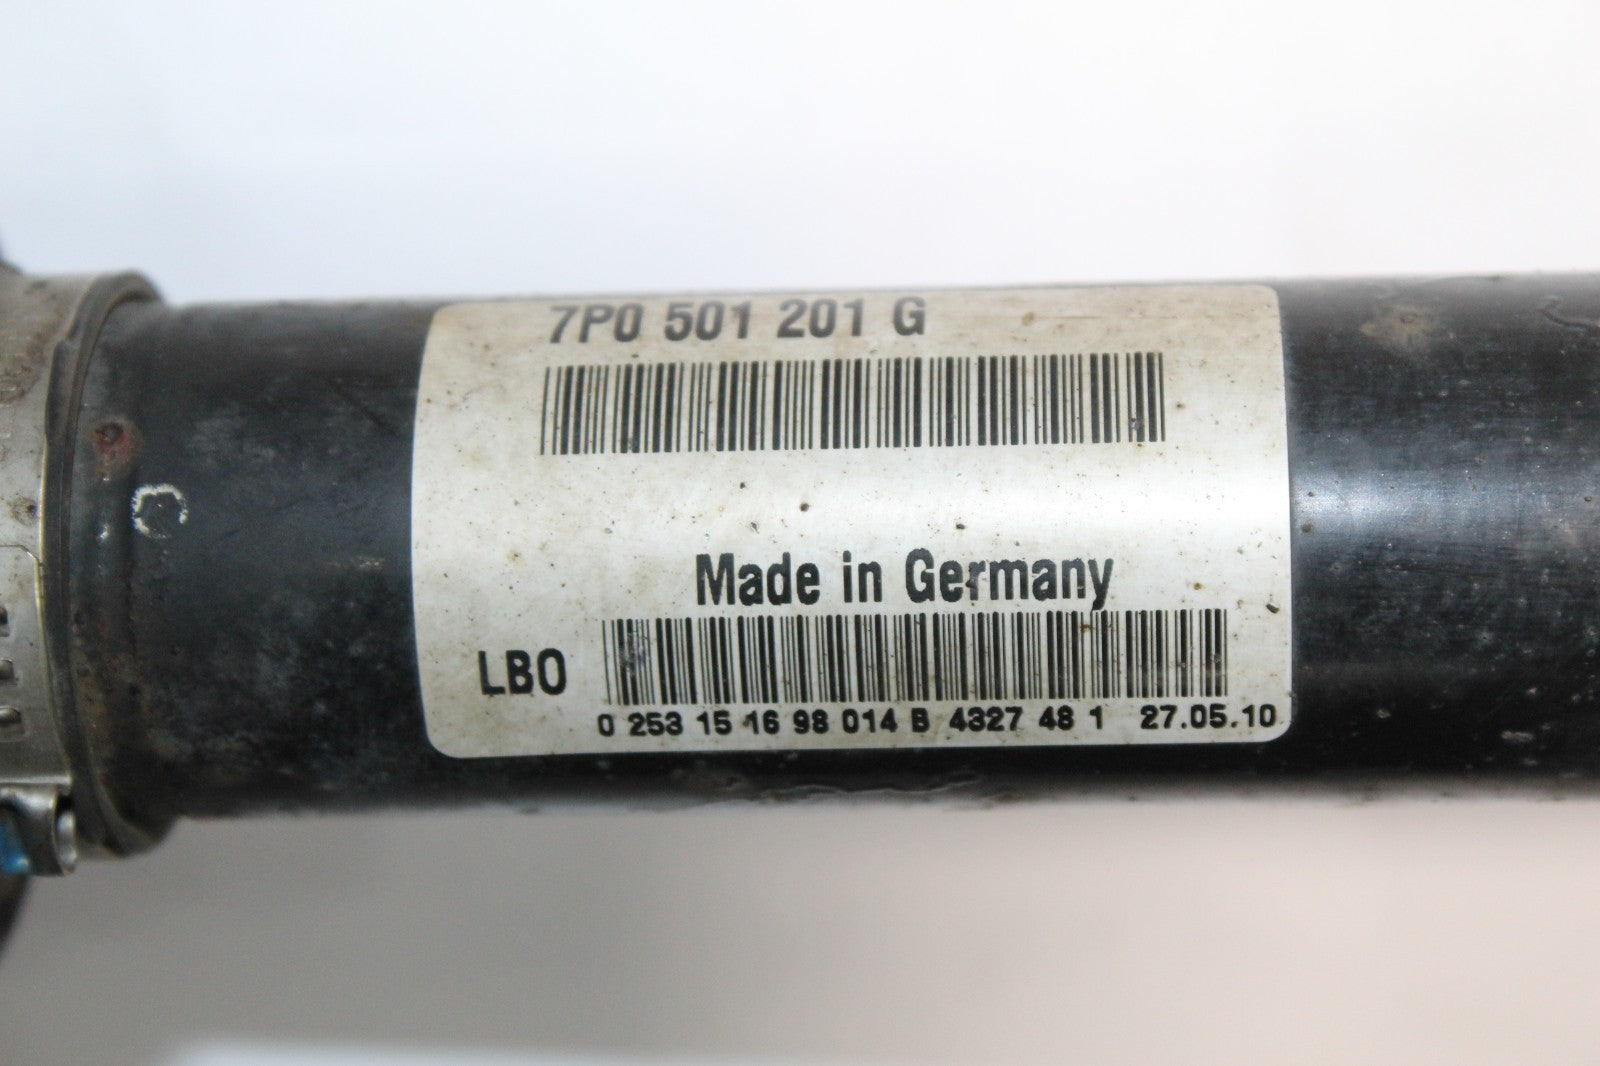 7P0 501 201 G
Made in Germany
LBO
0 253 15 16 98 014 B 4327 48 1 27.05.10